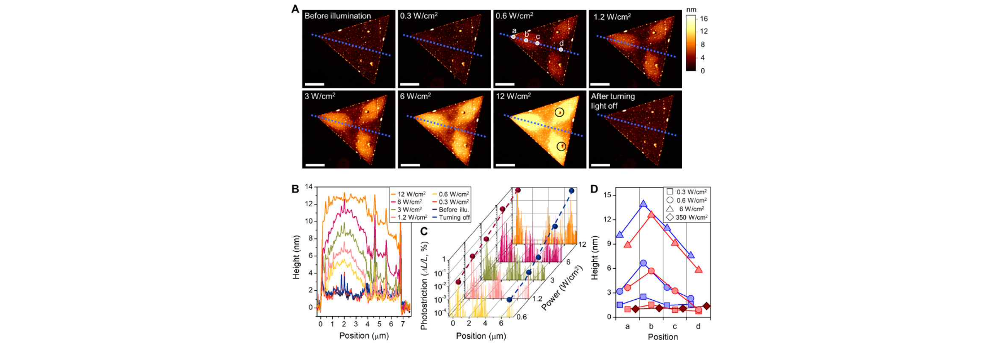 A
Before illumination
0.3 W/cm²
0.6 W/cm²
1.2 W/cm²
nm
16
12
8
4
0
a
b
c
d
3 W/cm²
6 W/cm²
12 W/cm²
After turning
light off
B
14
12
10
8
6
4
2
0
Height (nm)
0 1 2 3 4 5 6 7
Position (μm)
12 W/cm²
6 W/cm²
3 W/cm²
1.2 W/cm²
0.6 W/cm²
0.3 W/cm²
Before illu.
Turning off
C
Photostriction (ΔL/L, %)
1
10⁻¹
10⁻²
10⁻³
10⁻⁴
0 2 4 6
Position (μm)
0.6
1.2
3
6
12
Power (W/cm²)
D
15
12
9
6
3
0
Height (nm)
0.3 W/cm²
0.6 W/cm²
6 W/cm²
350 W/cm²
a b c d
Position